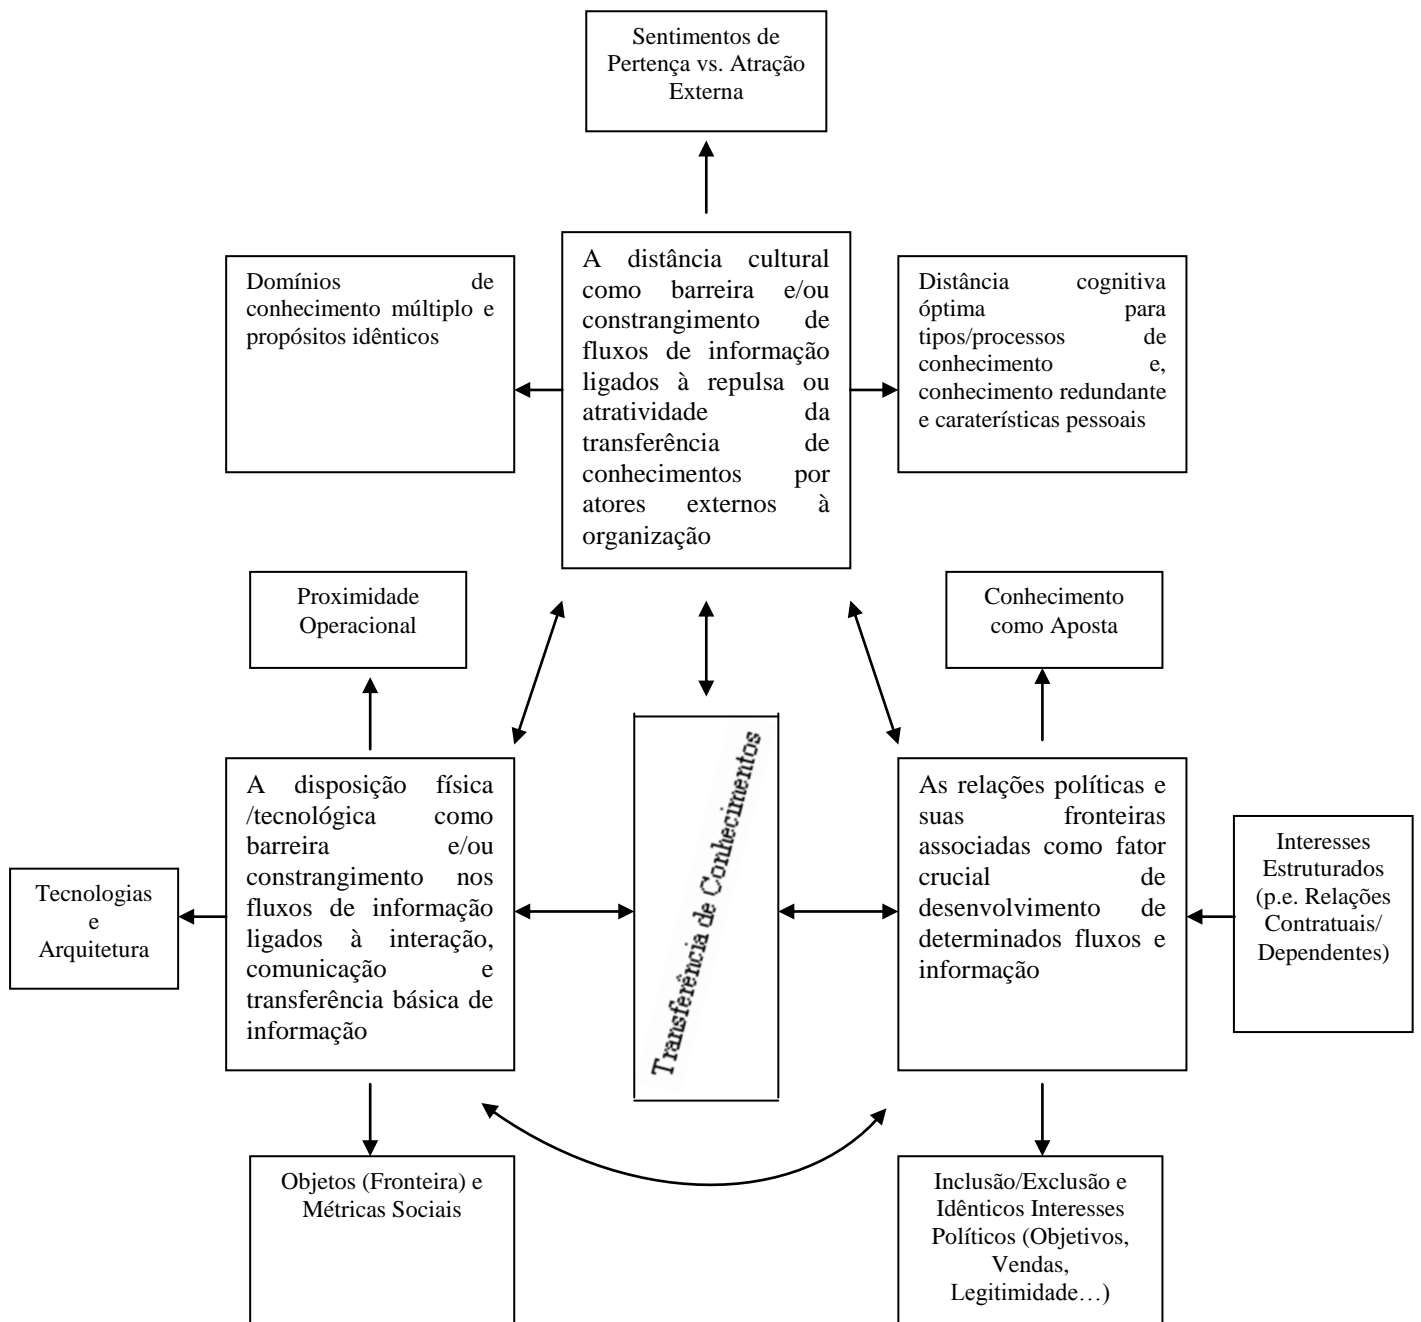 Sentimentos de
Pertença vs. Atração
Externa
Domínios de
conhecimento múltiplo e
propósitos idênticos
A distância cultural
como barreira e/ou
constrangimento de
fluxos de informação
ligados à repulsa ou
atratividade da
transferência de
conhecimentos por
atores externos à
organização
Distância cognitiva
óptima para
tipos/processos de
conhecimento e,
conhecimento redundante
e caraterísticas pessoais
Proximidade
Operacional
Conhecimento
como Aposta
Tecnologias
e
Arquitetura
A disposição física
/tecnológica como
barreira e/ou
constrangimento nos
fluxos de informação
ligados à interação,
comunicação e
transferência básica de
informação
Transferência de Conhecimentos
As relações políticas e
suas fronteiras
associadas como fator
crucial de
desenvolvimento de
determinados fluxos e
informação
Interesses
Estruturados
(p.e. Relações
Contratuais/
Dependentes)
Objetos (Fronteira) e
Métricas Sociais
Inclusão/Exclusão e
Idênticos Interesses
Políticos (Objetivos,
Vendas,
Legitimidade…)